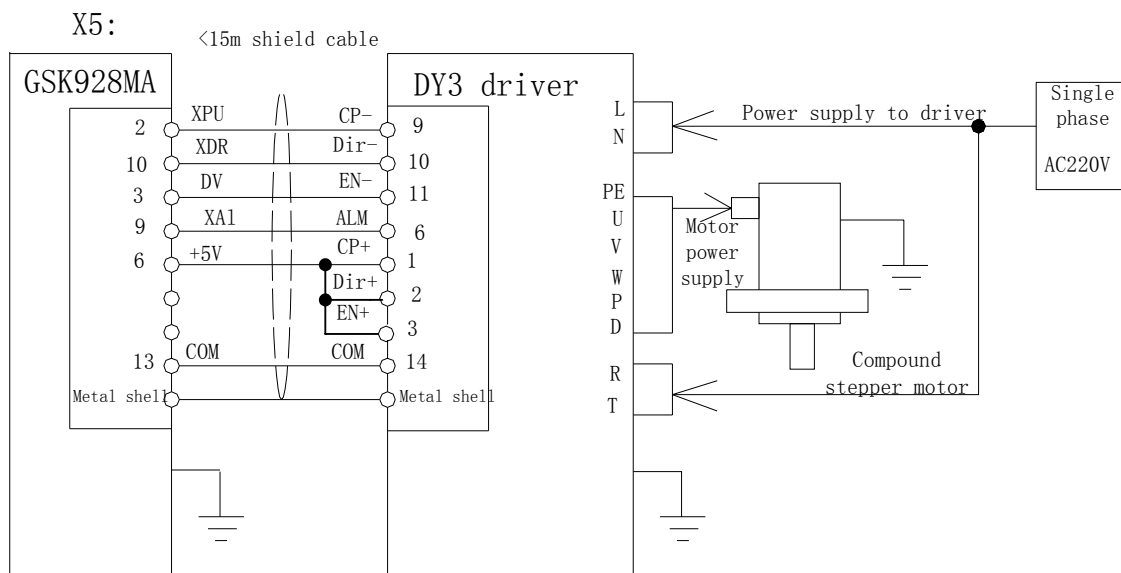 X5:
<15m shield cable
GSK928MA
DY3 driver
2
XPU
CP-
9
10
XDR
Dir-
10
3
DV
EN-
11
9
XA1
ALM
6
6
+5V
CP+
1
Dir+
2
EN+
3
13
COM
COM
14
Metal shell
Metal shell
L
N
Power supply to driver
Single
phase
AC220V
PE
U
V
W
P
D
Motor
power
supply
R
T
Compound
stepper motor